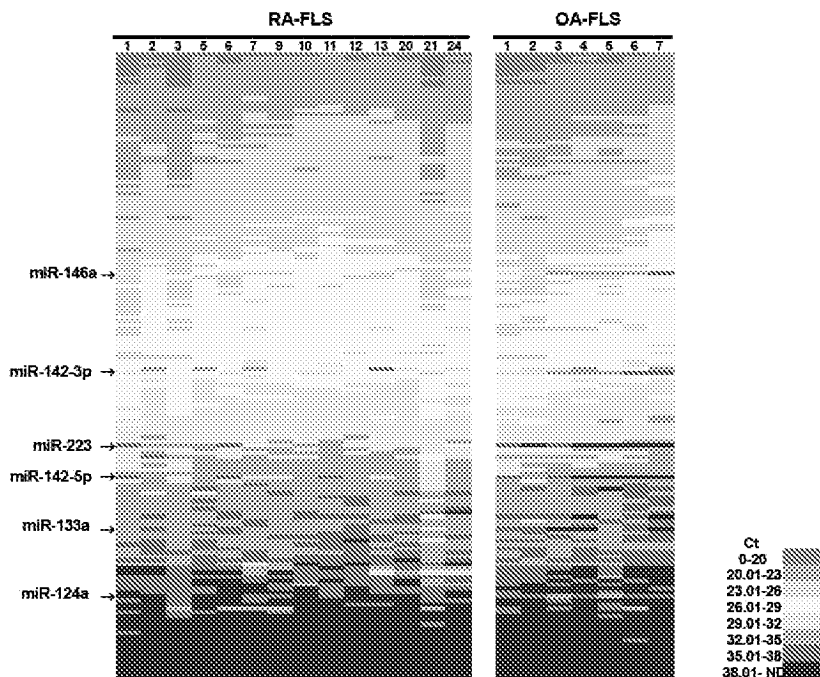 RA-FLS OA-FLS
1 2 3 5 6 7 9 10 11 12 13 20 21 24 1 2 3 4 5 6 7
miR-146a
miR-142-3p
miR-223
miR-142-5p
miR-133a
miR-124a
Ct
0-20
20.01-23
23.01-26
26.01-29
29.01-32
32.01-35
35.01-38
38.01- ND